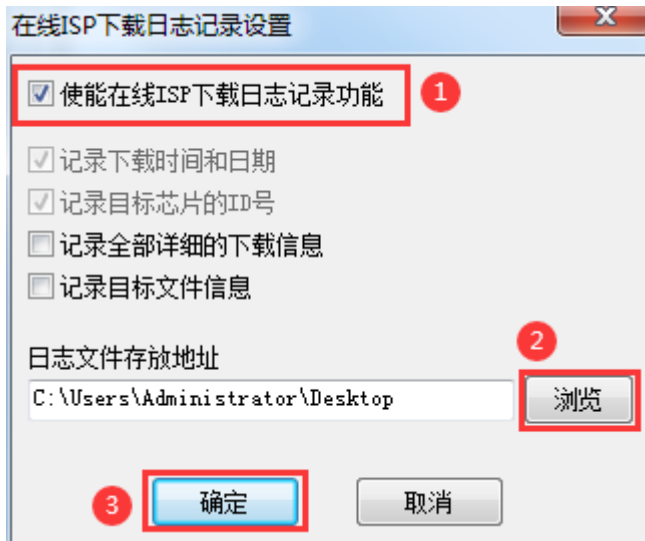 在线ISP下载日志记录设置
使能在线ISP下载日志记录功能 1
记录下载时间和日期
记录目标芯片的ID号
记录全部详细的下载信息
记录目标文件信息
2
日志文件存放地址
C:\Users\Administrator\Desktop 浏览
3 确定 取消